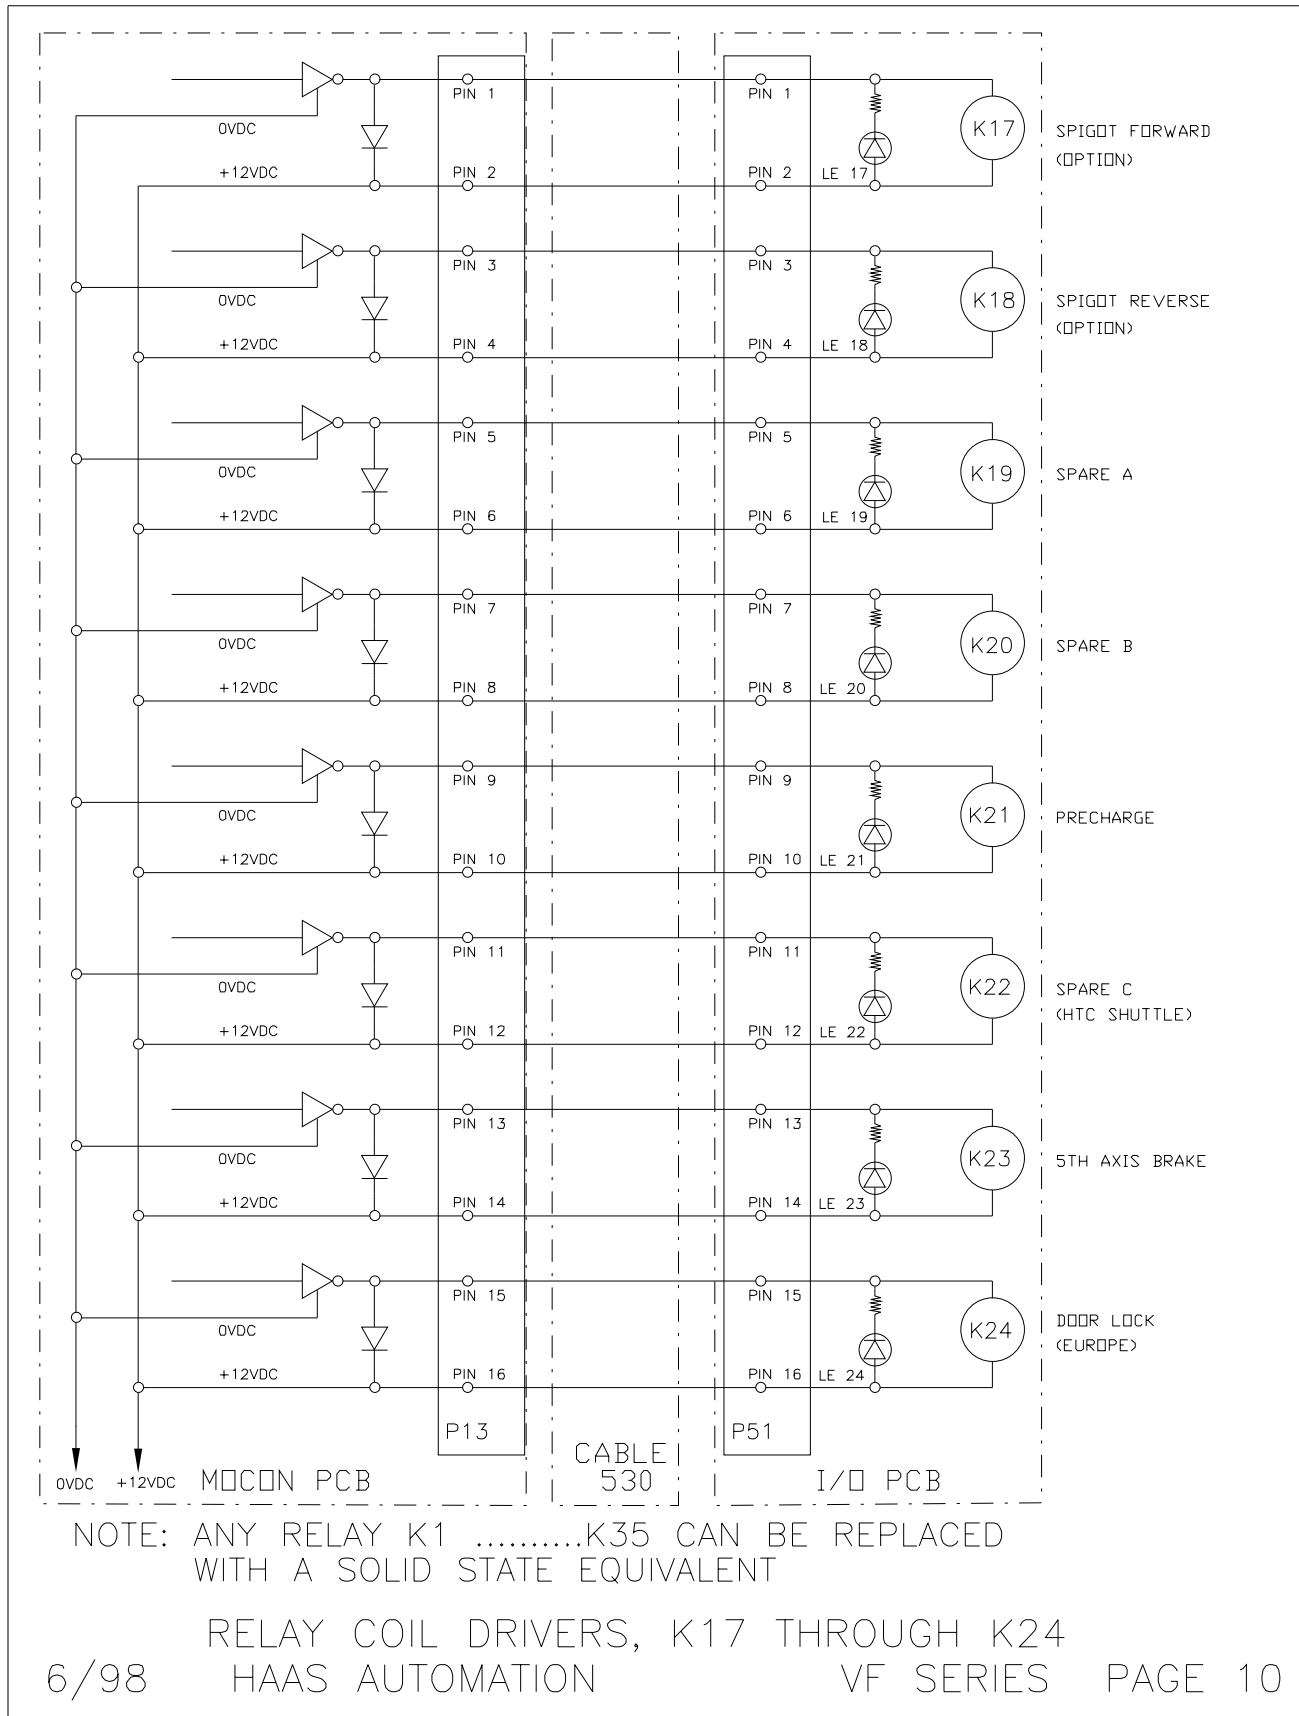 PIN 1 PIN 1
0VDC K17 SPIGOT FORWARD
(OPTION)
+12VDC PIN 2 PIN 2 LE 17
PIN 3 PIN 3
0VDC K18 SPIGOT REVERSE
(OPTION)
+12VDC PIN 4 PIN 4 LE 18
PIN 5 PIN 5
0VDC K19 SPARE A
+12VDC PIN 6 PIN 6 LE 19
PIN 7 PIN 7
0VDC K20 SPARE B
+12VDC PIN 8 PIN 8 LE 20
PIN 9 PIN 9
0VDC K21 PRECHARGE
+12VDC PIN 10 PIN 10 LE 21
PIN 11 PIN 11
0VDC K22 SPARE C
(HTC SHUTTLE)
+12VDC PIN 12 PIN 12 LE 22
PIN 13 PIN 13
0VDC K23 5TH AXIS BRAKE
+12VDC PIN 14 PIN 14 LE 23
PIN 15 PIN 15
0VDC K24 DOOR LOCK
(EUROPE)
+12VDC PIN 16 PIN 16 LE 24
P13 P51
0VDC +12VDC MOCON PCB
CABLE
530
I/O PCB
NOTE: ANY RELAY K1 ..........K35 CAN BE REPLACED
WITH A SOLID STATE EQUIVALENT
RELAY COIL DRIVERS, K17 THROUGH K24
6/98 HAAS AUTOMATION VF SERIES PAGE 10